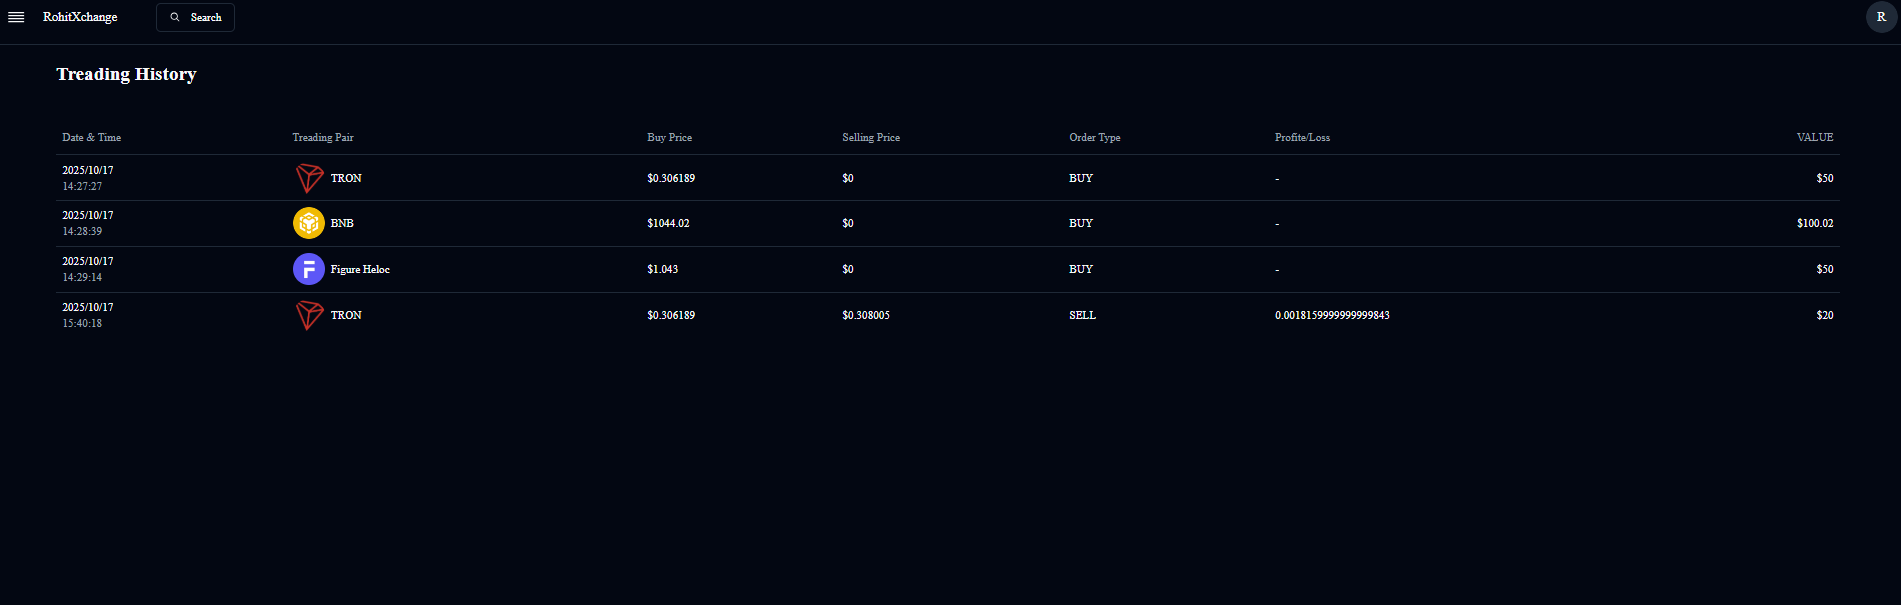 RohitXchange
Search
R
Treading History
Date & Time Treading Pair Buy Price Selling Price Order Type Profite/Loss VALUE
2025/10/17
14:27:27
TRON $0.306189 $0 BUY - $50
2025/10/17
14:28:39
BNB $1044.02 $0 BUY - $100.02
2025/10/17
14:29:14
Figure Heloc $1.043 $0 BUY - $50
2025/10/17
15:40:18
TRON $0.306189 $0.308005 SELL 0.0018159999999999843 $20